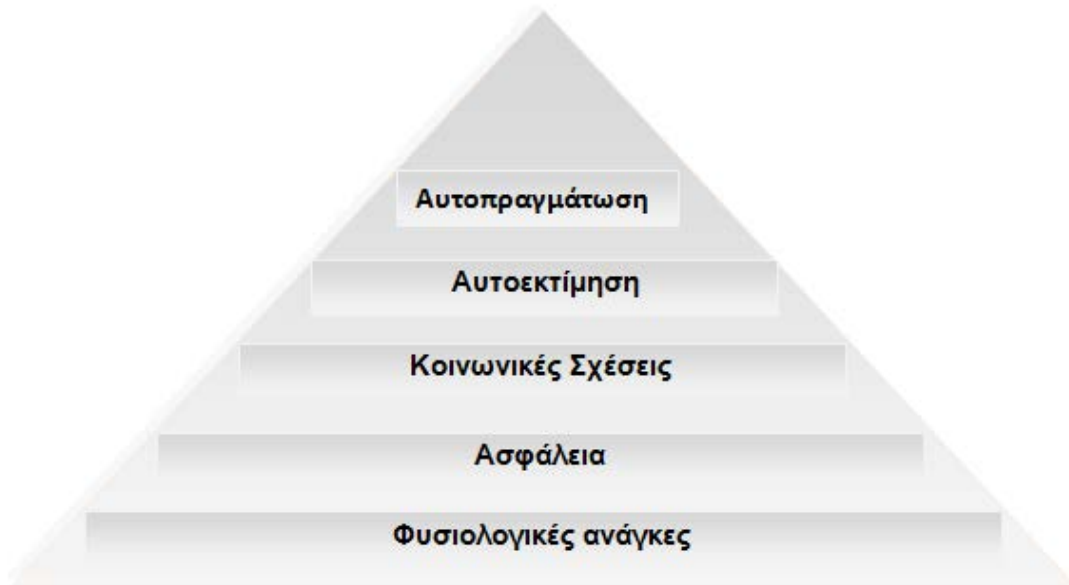 Αυτοπραγμάτωση
Αυτοεκτίμηση
Κοινωνικές Σχέσεις
Ασφάλεια
Φυσιολογικές ανάγκες